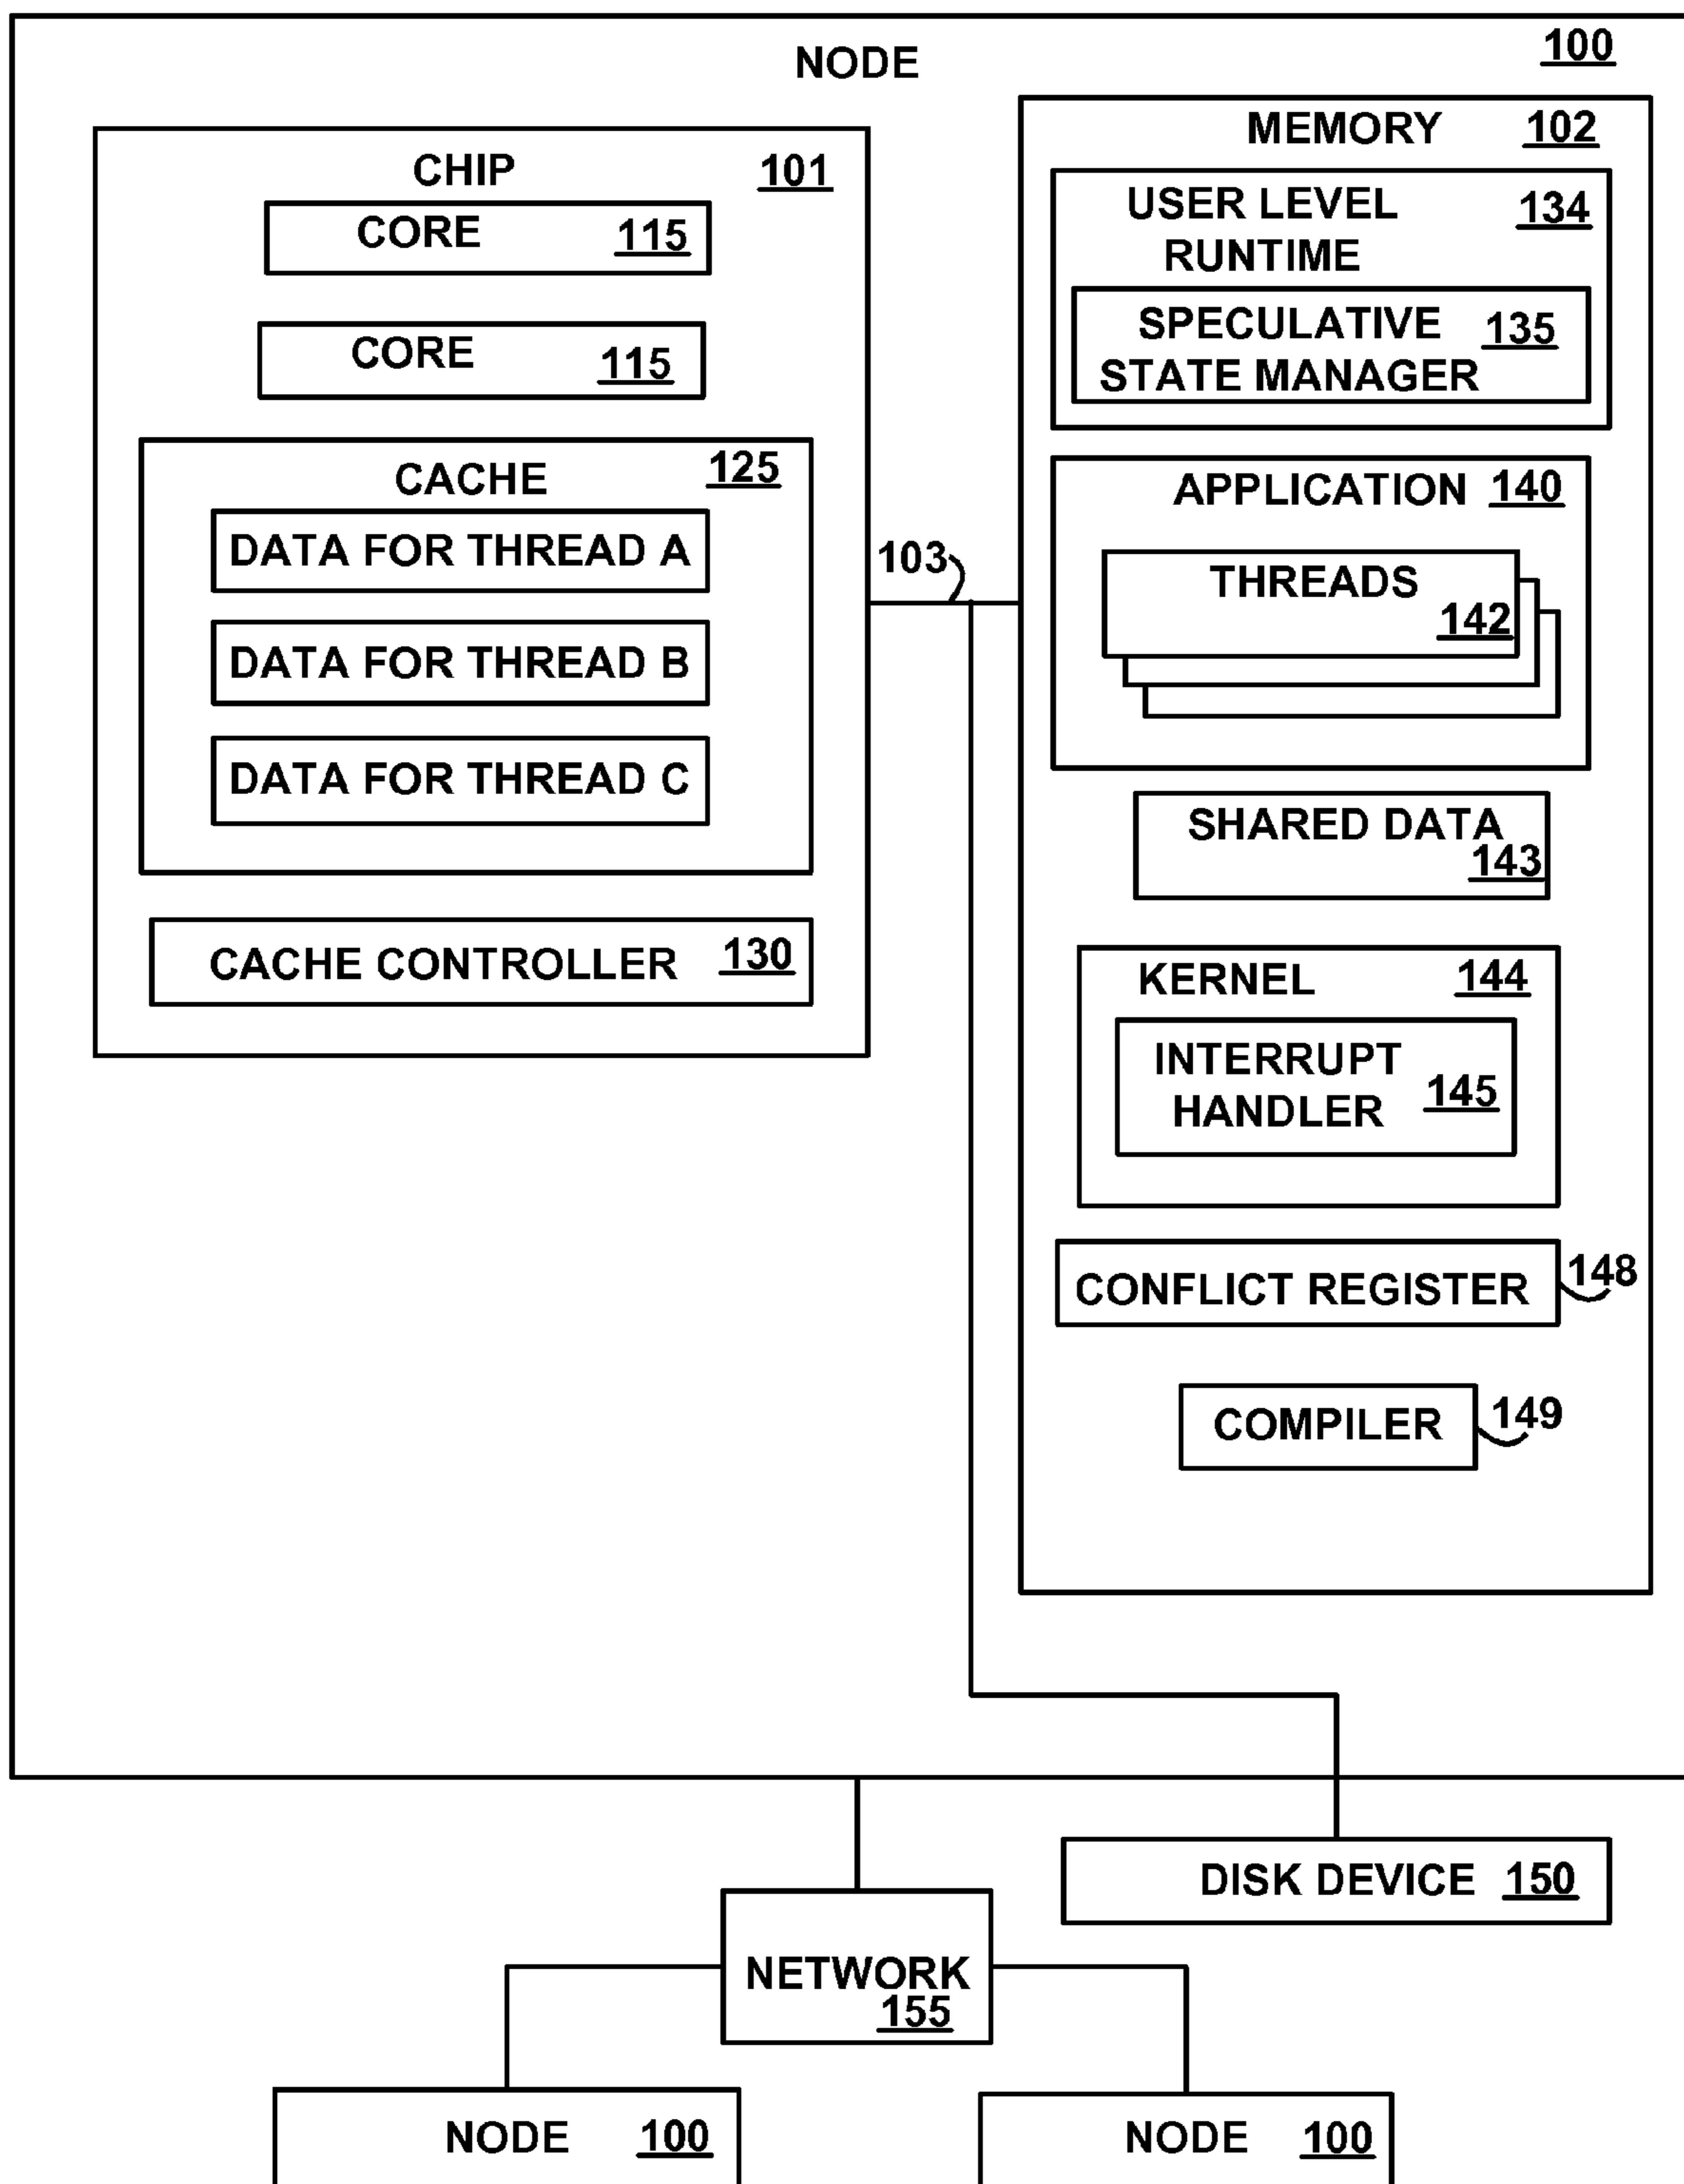 NODE 100
CHIP 101
CORE 115
CORE 115
CACHE 125
DATA FOR THREAD A
DATA FOR THREAD B
DATA FOR THREAD C
CACHE CONTROLLER 130
103
MEMORY 102
USER LEVEL 134
RUNTIME
SPECULATIVE 135
STATE MANAGER
APPLICATION 140
THREADS
142
SHARED DATA
143
KERNEL 144
INTERRUPT
HANDLER 145
CONFLICT REGISTER 148
COMPILER 149
DISK DEVICE 150
NETWORK
155
NODE 100
NODE 100